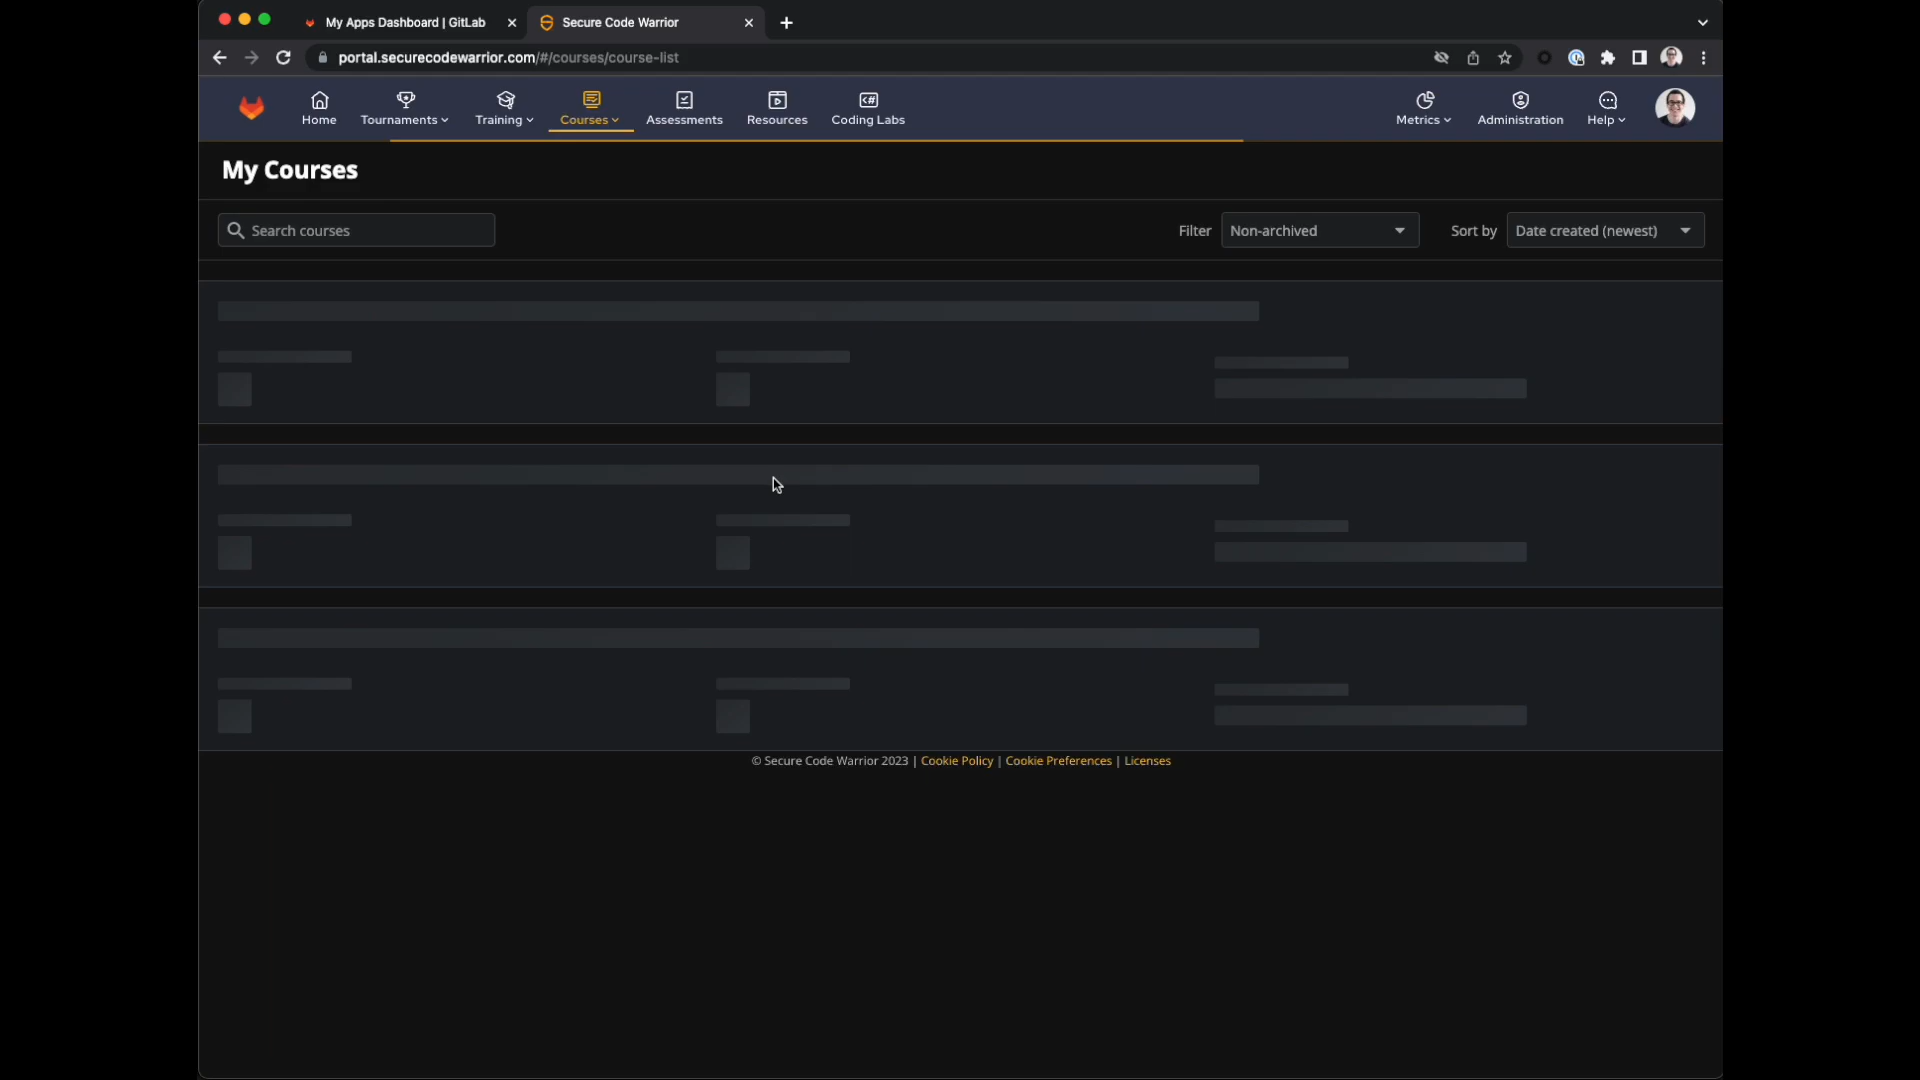 My Apps Dashboard | GitLab
Secure Code Warrior
portal.securecodewarrior.com/#/courses/course-list
Home
Tournaments
Training
Courses
Assessments
Resources
Coding Labs
Metrics
Administration
Help
My Courses
Search courses
Filter
Non-archived
Sort by
Date created (newest)
© Secure Code Warrior 2023 | Cookie Policy | Cookie Preferences | Licenses